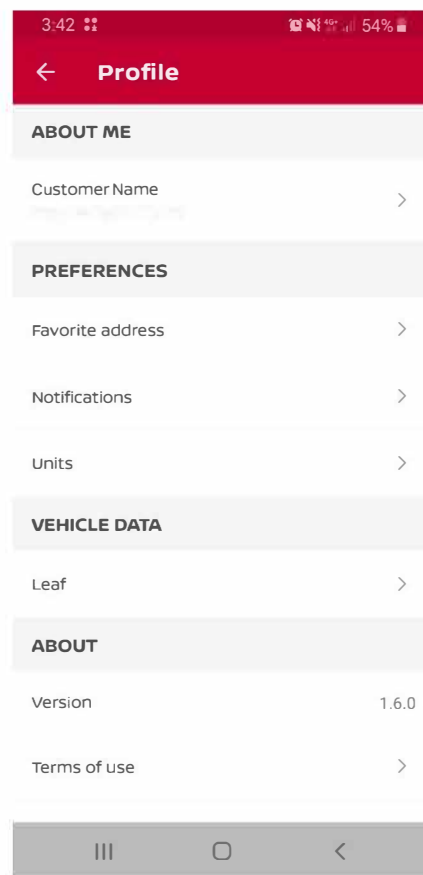 3:42 4G+ 54%
Profile
ABOUT ME
Customer Name
PREFERENCES
Favorite address
Notifications
Units
VEHICLE DATA
Leaf
ABOUT
Version 1.6.0
Terms of use